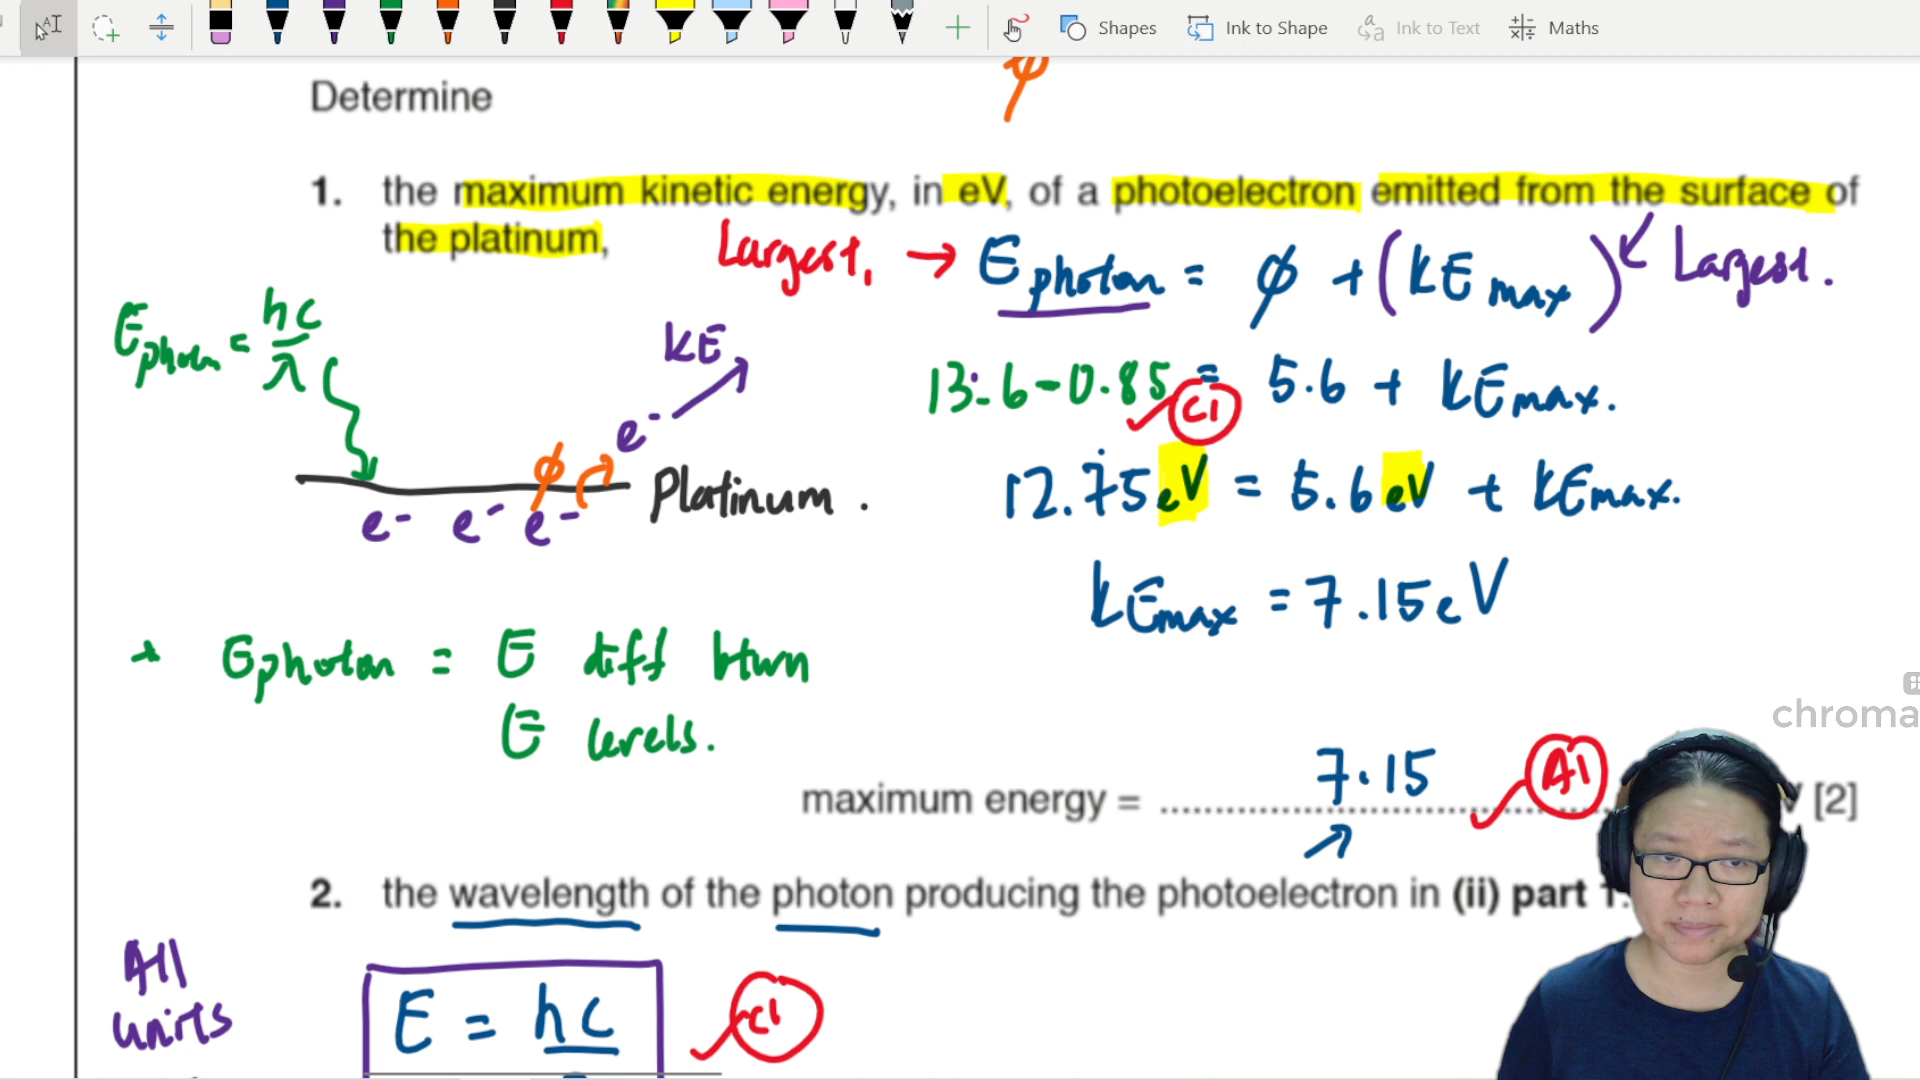 Shapes
Ink to Shape
Ink to Text
Maths
ϕ
Determine
1. the maximum kinetic energy, in eV, of a photoelectron emitted from the surface of
the platinum,
Largest, → E photon = ϕ + (KE max) Largest.
E photon = hc/λ
KE
13.6 - 0.85 = 5.6 + KE max.
C1
e-
ϕ
Platinum.
12.75 eV = 5.6 eV + KE max.
e- e- e-
KE max = 7.15 eV
* E photon = E diff btwn
E levels.
7.15
A1
maximum energy = ........................ [2]
chroma
2. the wavelength of the photon producing the photoelectron in (ii) part 1.
All
units
E = hc
C1